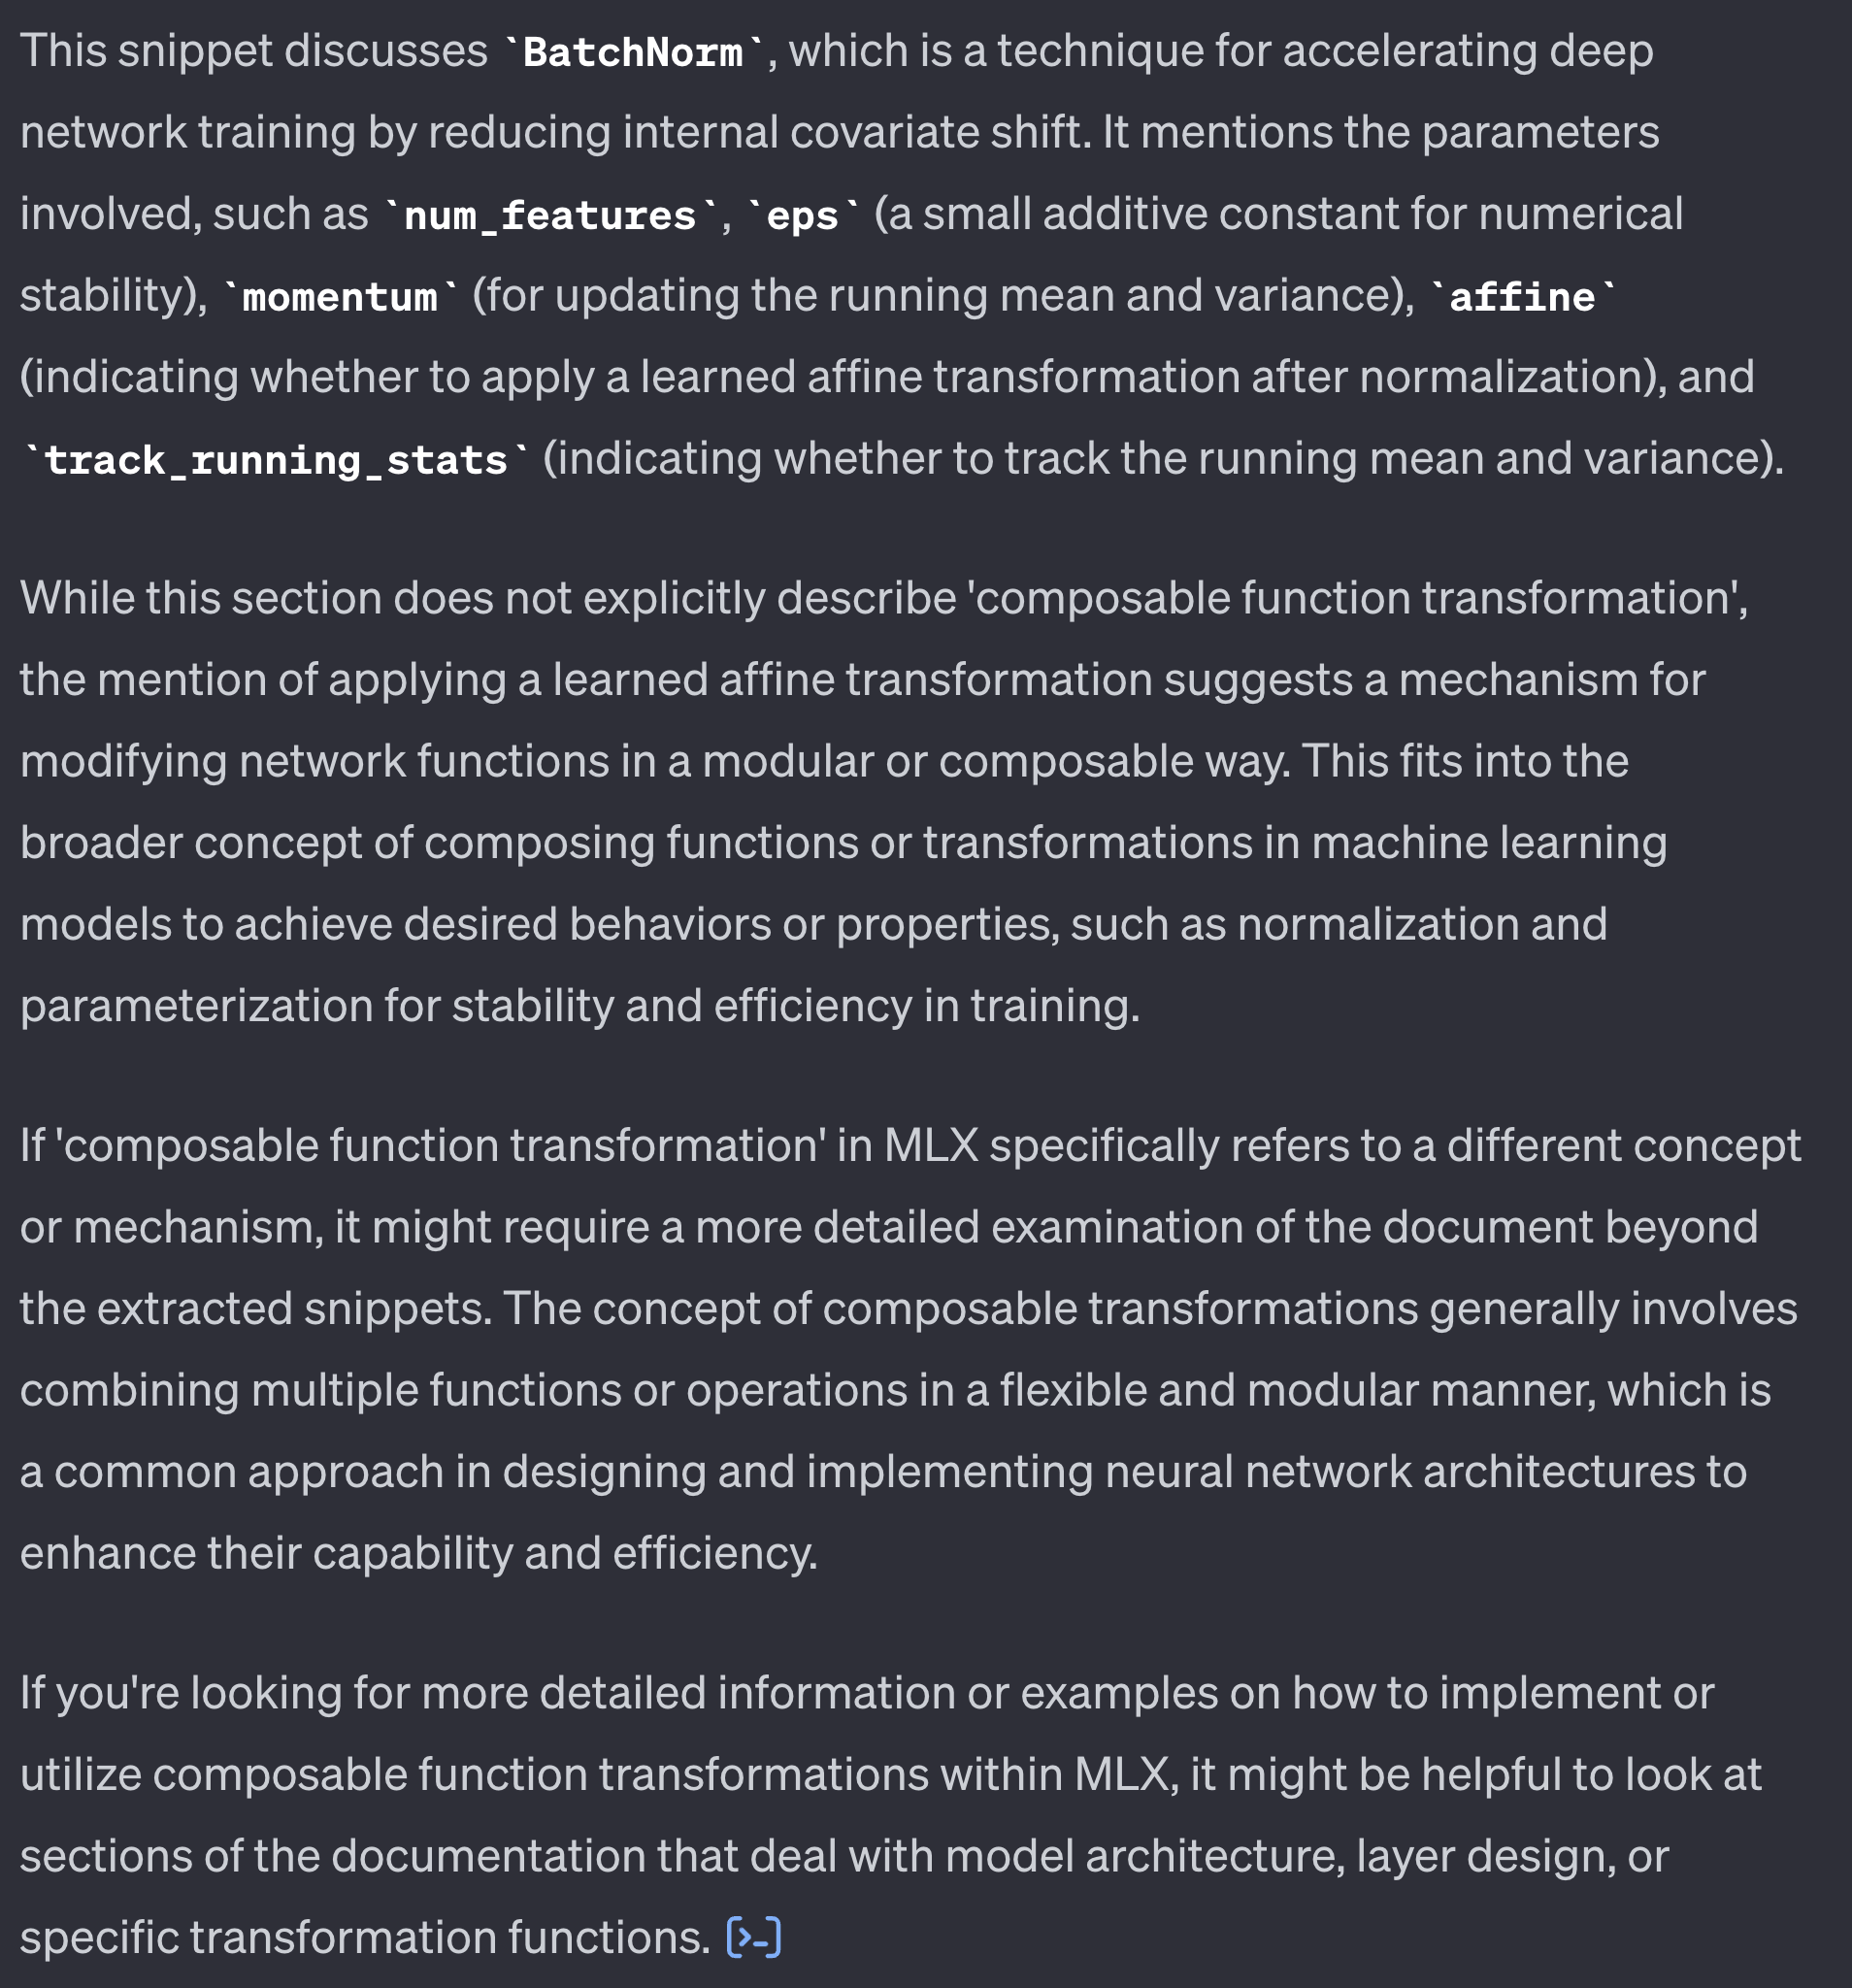 This snippet discusses `BatchNorm`, which is a technique for accelerating deep
network training by reducing internal covariate shift. It mentions the parameters
involved, such as `num_features`, `eps` (a small additive constant for numerical
stability), `momentum` (for updating the running mean and variance), `affine`
(indicating whether to apply a learned affine transformation after normalization), and
`track_running_stats` (indicating whether to track the running mean and variance).
While this section does not explicitly describe 'composable function transformation',
the mention of applying a learned affine transformation suggests a mechanism for
modifying network functions in a modular or composable way. This fits into the
broader concept of composing functions or transformations in machine learning
models to achieve desired behaviors or properties, such as normalization and
parameterization for stability and efficiency in training.
If 'composable function transformation' in MLX specifically refers to a different concept
or mechanism, it might require a more detailed examination of the document beyond
the extracted snippets. The concept of composable transformations generally involves
combining multiple functions or operations in a flexible and modular manner, which is
a common approach in designing and implementing neural network architectures to
enhance their capability and efficiency.
If you're looking for more detailed information or examples on how to implement or
utilize composable function transformations within MLX, it might be helpful to look at
sections of the documentation that deal with model architecture, layer design, or
specific transformation functions. [>-]